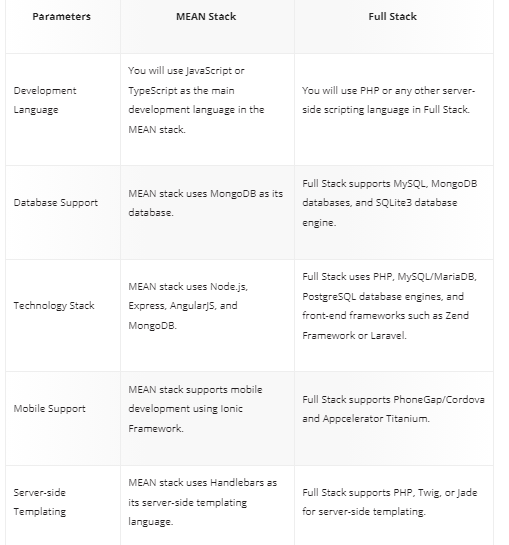 Parameters MEAN Stack Full Stack
Development
Language
You will use JavaScript or
TypeScript as the main
development language in the
MEAN stack.
You will use PHP or any other server-
side scripting language in Full Stack.
Database Support
MEAN stack uses MongoDB as its
database.
Full Stack supports MySQL, MongoDB
databases, and SQLite3 database
engine.
Technology Stack
MEAN stack uses Node.js,
Express, AngularJS, and
MongoDB.
Full Stack uses PHP, MySQL/MariaDB,
PostgreSQL database engines, and
front-end frameworks such as Zend
Framework or Laravel.
Mobile Support
MEAN stack supports mobile
development using Ionic
Framework.
Full Stack supports PhoneGap/Cordova
and Appcelerator Titanium.
Server-side
Templating
MEAN stack uses Handlebars as
its server-side templating
language.
Full Stack supports PHP, Twig, or Jade
for server-side templating.